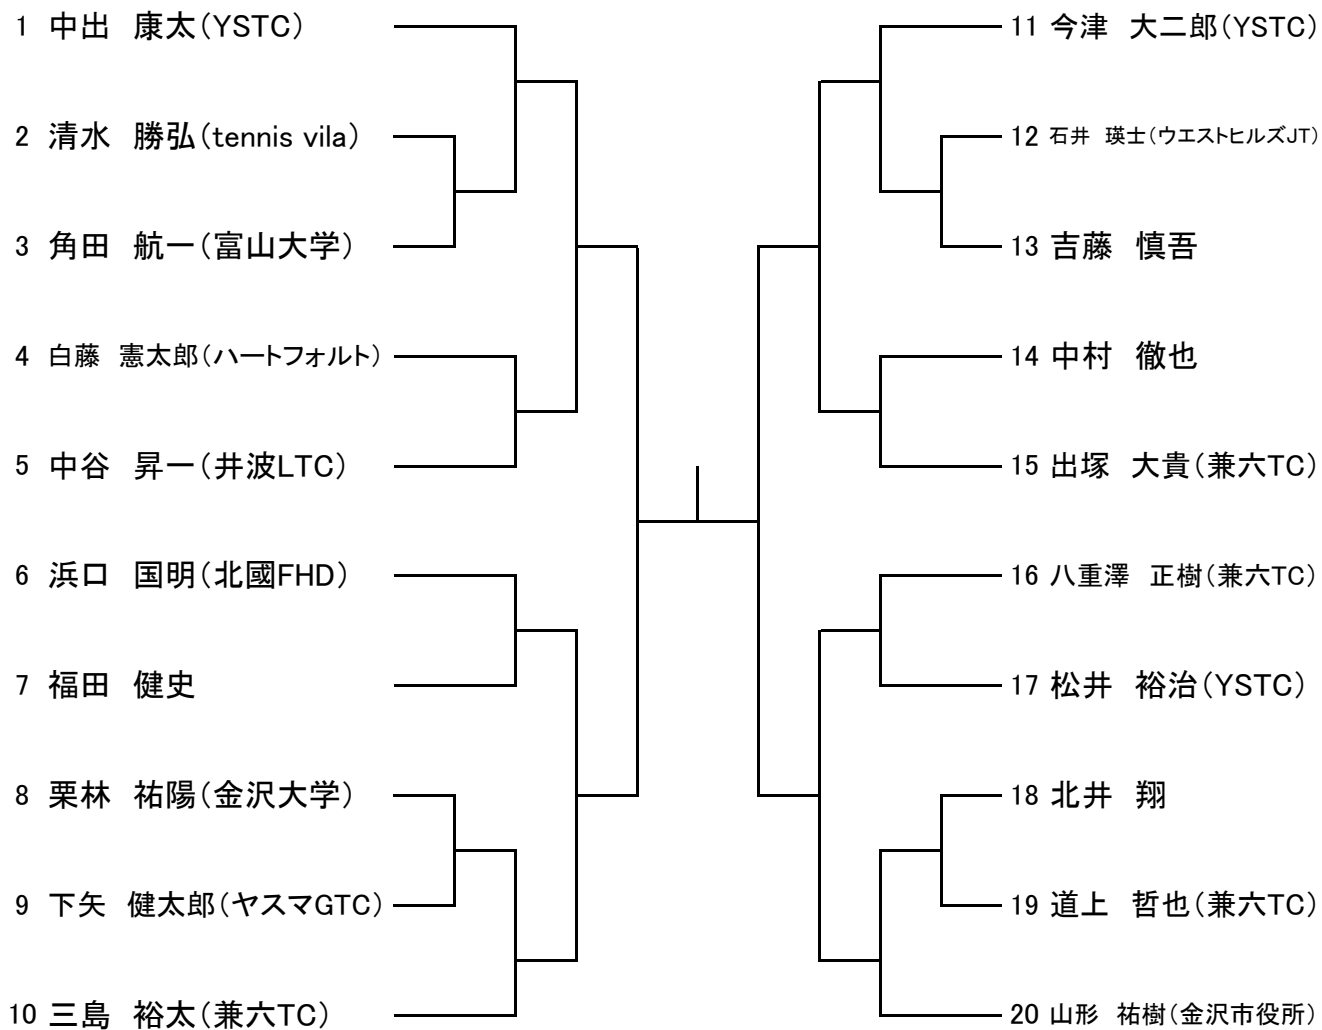 1 中出　康太(YSTC)
2 清水　勝弘(tennis vila)
3 角田　航一(富山大学)
4 白藤　憲太郎(ハートフォルト)
5 中谷　昇一(井波LTC)
6 浜口　国明(北國FHD)
7 福田　健史
8 栗林　祐陽(金沢大学)
9 下矢　健太郎(ヤスマGTC)
10 三島　裕太(兼六TC)
11 今津　大二郎(YSTC)
12 石井　瑛士(ウエストヒルズJT)
13 吉藤　慎吾
14 中村　徹也
15 出塚　大貴(兼六TC)
16 八重澤　正樹(兼六TC)
17 松井　裕治(YSTC)
18 北井　翔
19 道上　哲也(兼六TC)
20 山形　祐樹(金沢市役所)